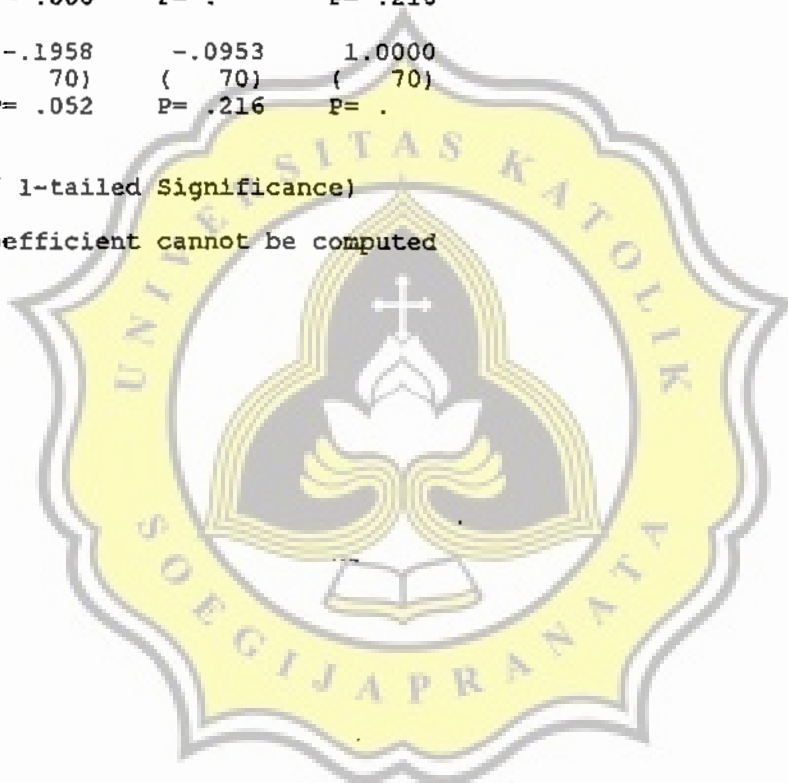 -.1958 -.0953 1.0000
70) ( 70) ( 70)
= .052 P= .216 P= .
1-tailed Significance)
efficient cannot be computed
UNIVERSITAS KATOLIK
SOEGIJAPRANATA